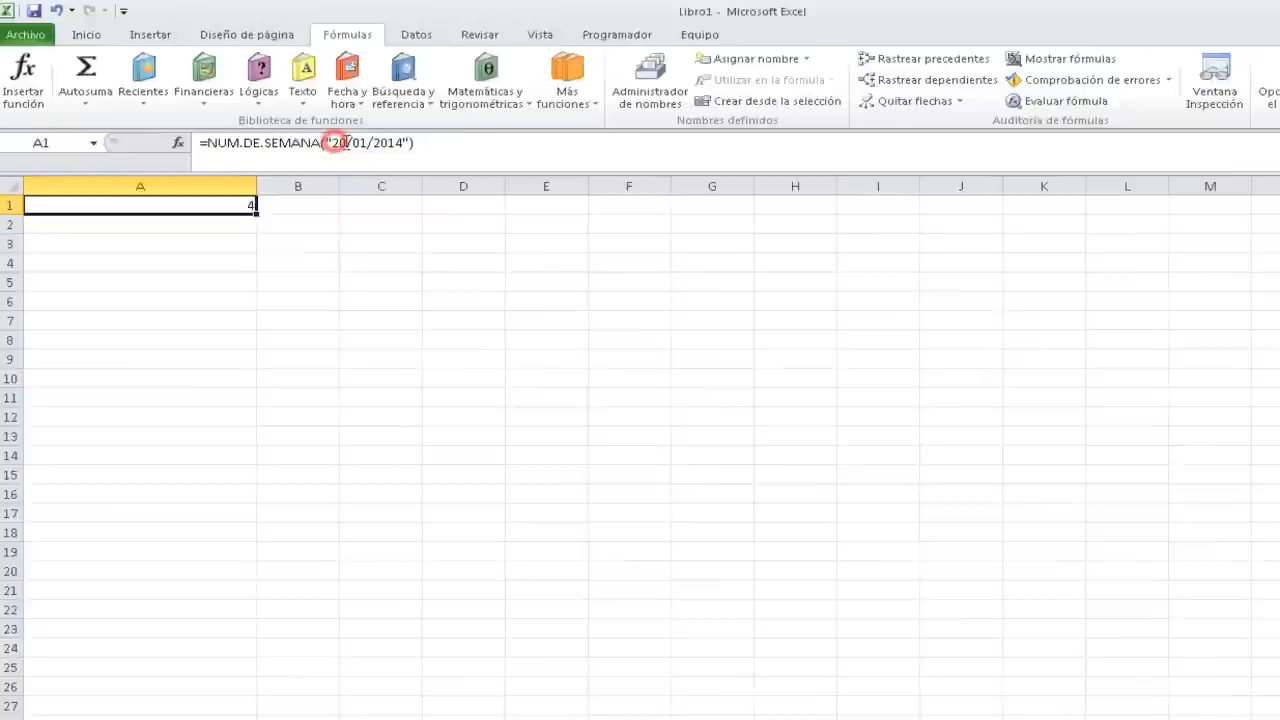 Libro1 - Microsoft Excel
Archivo Inicio Insertar Diseño de página Fórmulas Datos Revisar Vista Programador Equipo
fx Insertar función
Σ Autosuma
Recientes
Financieras
? Lógicas
A Texto
Fecha y hora
Búsqueda y referencia
θ Matemáticas y trigonométricas
Más funciones
Biblioteca de funciones
Administrador de nombres
Asignar nombre
Utilizar en la fórmula
Crear desde la selección
Nombres definidos
Rastrear precedentes
Rastrear dependientes
Quitar flechas
Mostrar fórmulas
Comprobación de errores
Evaluar fórmula
Auditoría de fórmulas
Ventana Inspección
A1 fx =NUM.DE.SEMANA("20/01/2014")
A B C D E F G H I J K L M
1 4
2
3
4
5
6
7
8
9
10
11
12
13
14
15
16
17
18
19
20
21
22
23
24
25
26
27